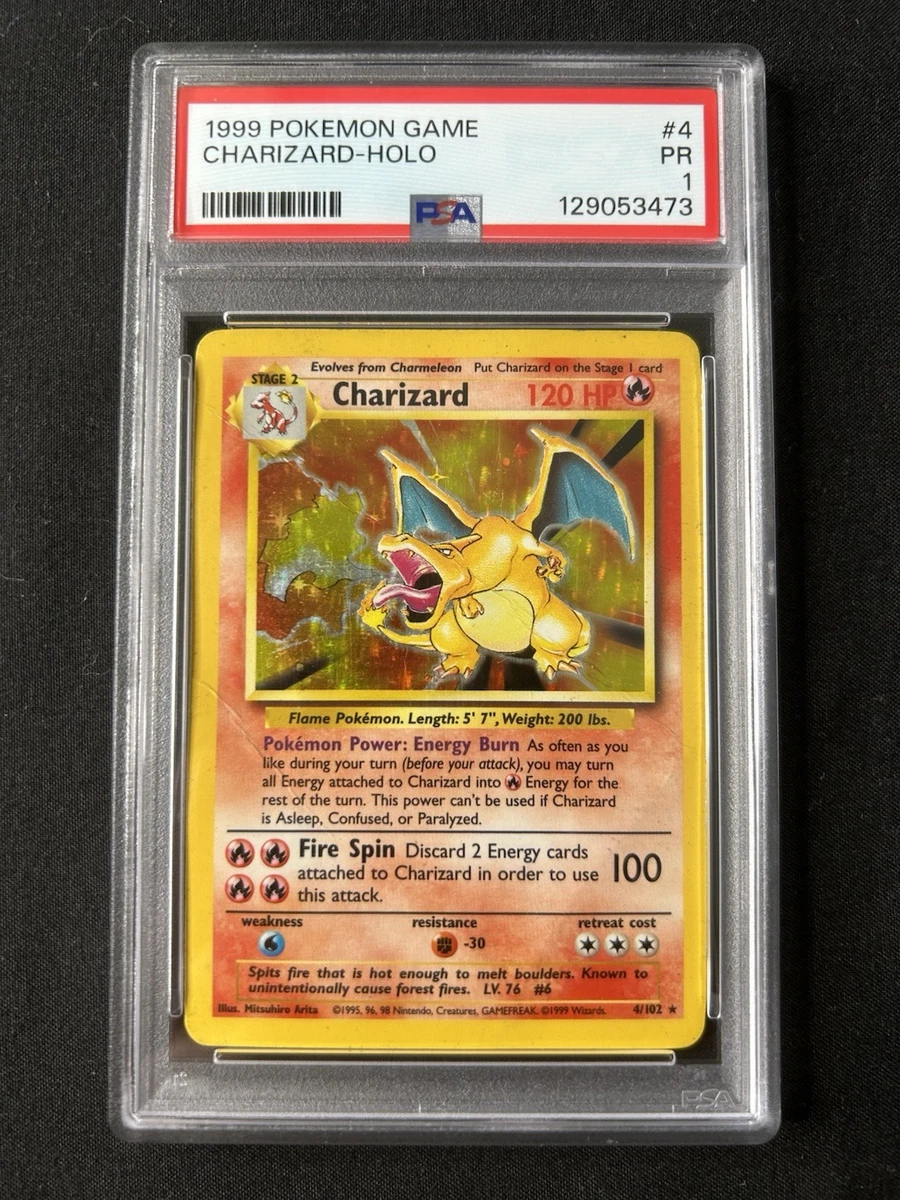 1999 POKEMON GAME #4
CHARIZARD-HOLO PR
1
PSA 129053473
Evolves from Charmeleon Put Charizard on the Stage 1 card
STAGE 2
Charizard 120 HP
Flame Pokémon. Length: 5' 7", Weight: 200 lbs.
Pokémon Power: Energy Burn As often as you
like during your turn (before your attack), you may turn
all Energy attached to Charizard into Energy for the
rest of the turn. This power can't be used if Charizard
is Asleep, Confused, or Paralyzed.
Fire Spin Discard 2 Energy cards
attached to Charizard in order to use 100
this attack.
weakness resistance retreat cost
-30
Spits fire that is hot enough to melt boulders. Known to
unintentionally cause forest fires. LV. 76 #6
Illus. Mitsuhiro Arita ©1995, 96, 98 Nintendo, Creatures, GAMEFREAK. ©1999 Wizards. 4/102 ★
PSA